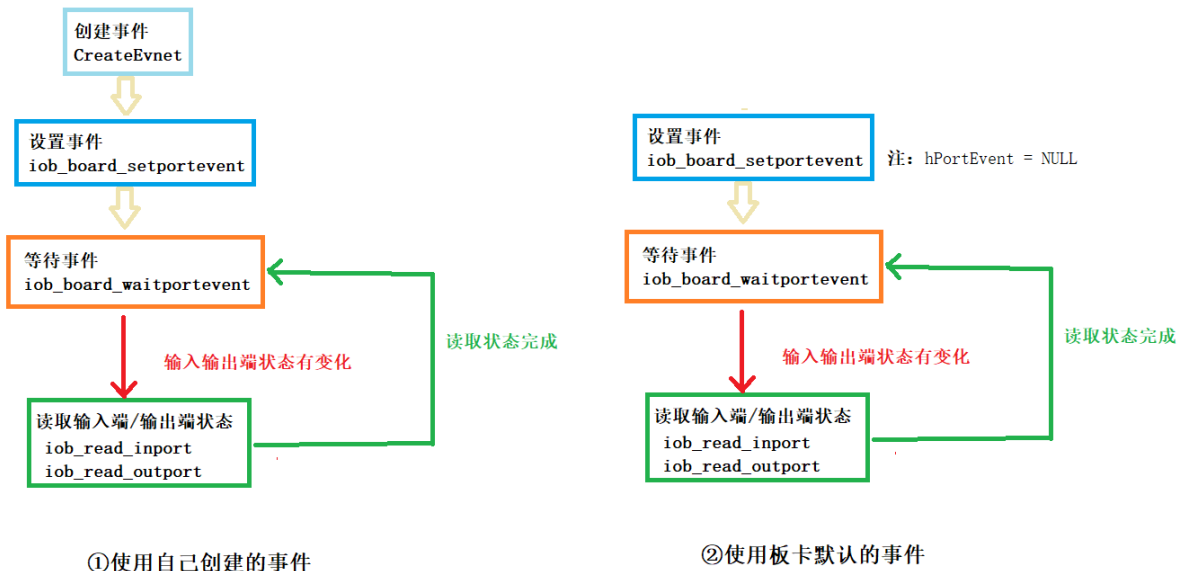 创建事件
CreateEvnet
设置事件
iob_board_setportevent
等待事件
iob_board_waitportevent
输入输出端状态有变化
读取状态完成
读取输入端/输出端状态
iob_read_inport
iob_read_outport
①使用自己创建的事件
设置事件
iob_board_setportevent
注: hPortEvent = NULL
等待事件
iob_board_waitportevent
输入输出端状态有变化
读取状态完成
读取输入端/输出端状态
iob_read_inport
iob_read_outport
②使用板卡默认的事件